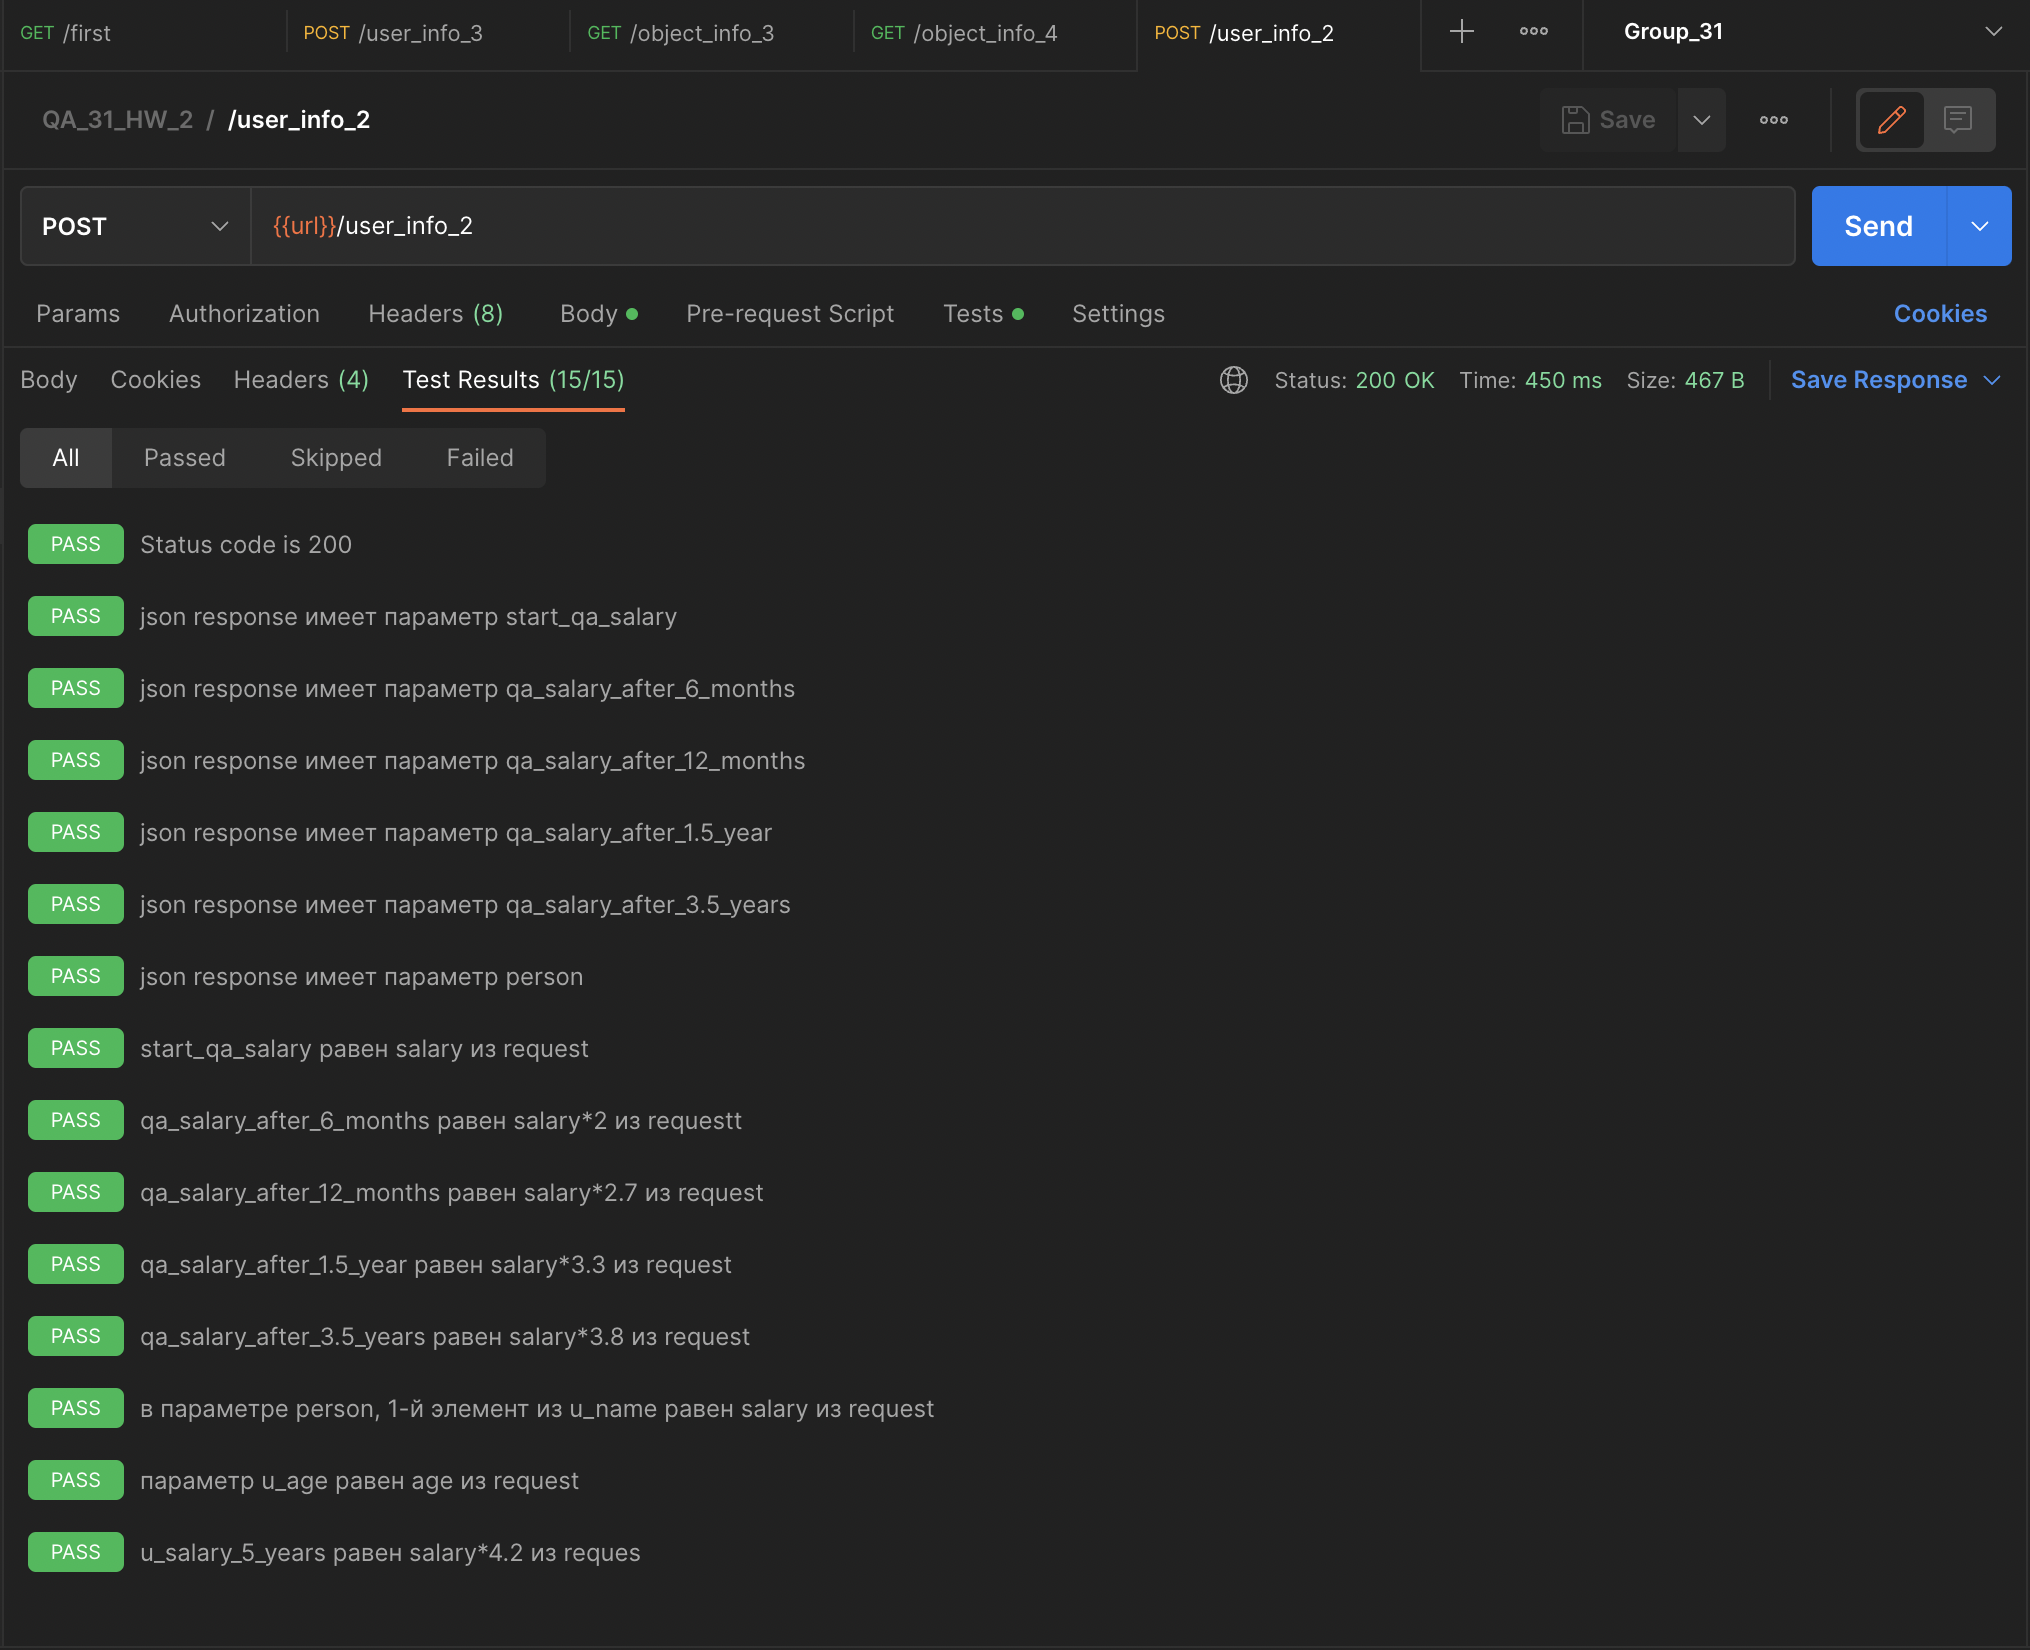 GET /first POST /user_info_3 GET /object_info_3 GET /object_info_4 POST /user_info_2 Group_31
QA_31_HW_2 / /user_info_2 Save
POST {{url}}/user_info_2 Send
Params Authorization Headers (8) Body Pre-request Script Tests Settings Cookies
Body Cookies Headers (4) Test Results (15/15) Status: 200 OK Time: 450 ms Size: 467 B Save Response
All Passed Skipped Failed
PASS Status code is 200
PASS json response имеет параметр start_qa_salary
PASS json response имеет параметр qa_salary_after_6_months
PASS json response имеет параметр qa_salary_after_12_months
PASS json response имеет параметр qa_salary_after_1.5_year
PASS json response имеет параметр qa_salary_after_3.5_years
PASS json response имеет параметр person
PASS start_qa_salary равен salary из request
PASS qa_salary_after_6_months равен salary*2 из requestt
PASS qa_salary_after_12_months равен salary*2.7 из request
PASS qa_salary_after_1.5_year равен salary*3.3 из request
PASS qa_salary_after_3.5_years равен salary*3.8 из request
PASS в параметре person, 1-й элемент из u_name равен salary из request
PASS параметр u_age равен age из request
PASS u_salary_5_years равен salary*4.2 из reques